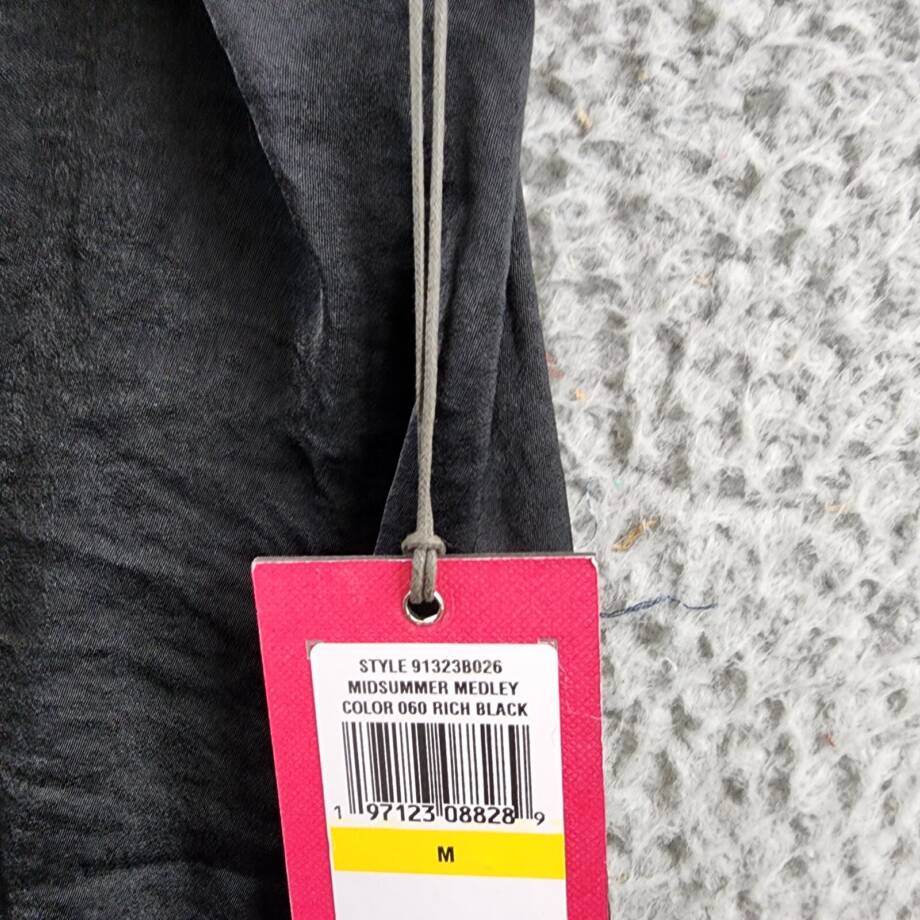 STYLE 91323B026
MIDSUMMER MEDLEY
COLOR 060 RICH BLACK
1 97123 08828 9
M